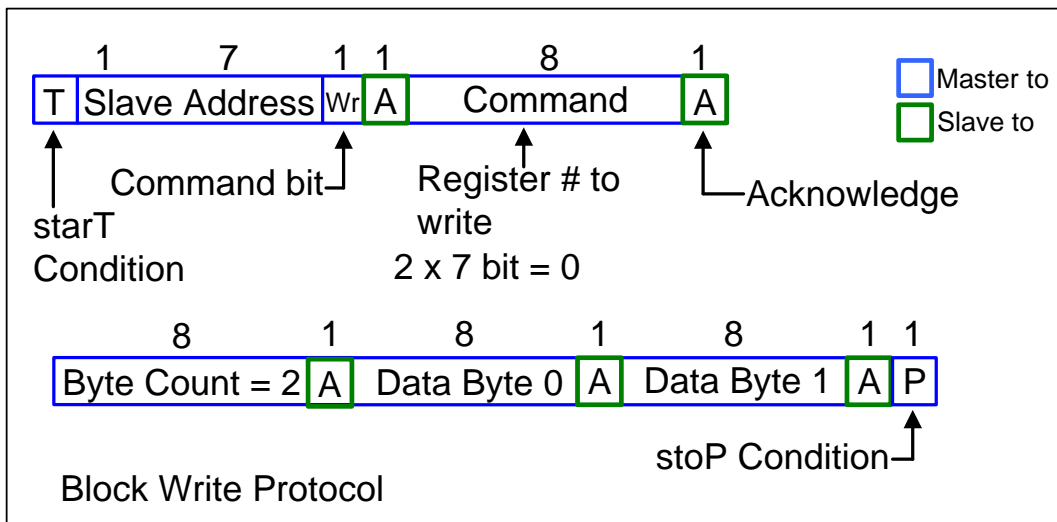 1 7 1 1 8 1
T Slave Address Wr A Command A
Master to
Slave to
Command bit
Register # to
write
2 x 7 bit = 0
Acknowledge
starT
Condition
8 1 8 1 8 1 1
Byte Count = 2 A Data Byte 0 A Data Byte 1 A P
stoP Condition
Block Write Protocol